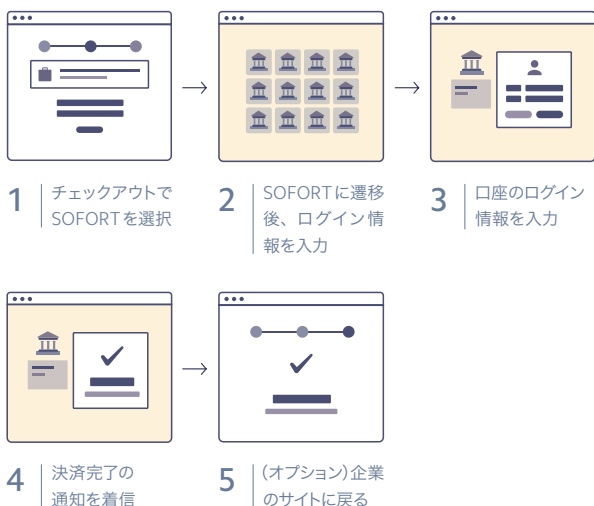 1
チェックアウトで
SOFORTを選択
2
SOFORTに遷移
後、ログイン情
報を入力
3
口座のログイン
情報を入力
4
決済完了の
通知を着信
5
(オプション)企業
のサイトに戻る